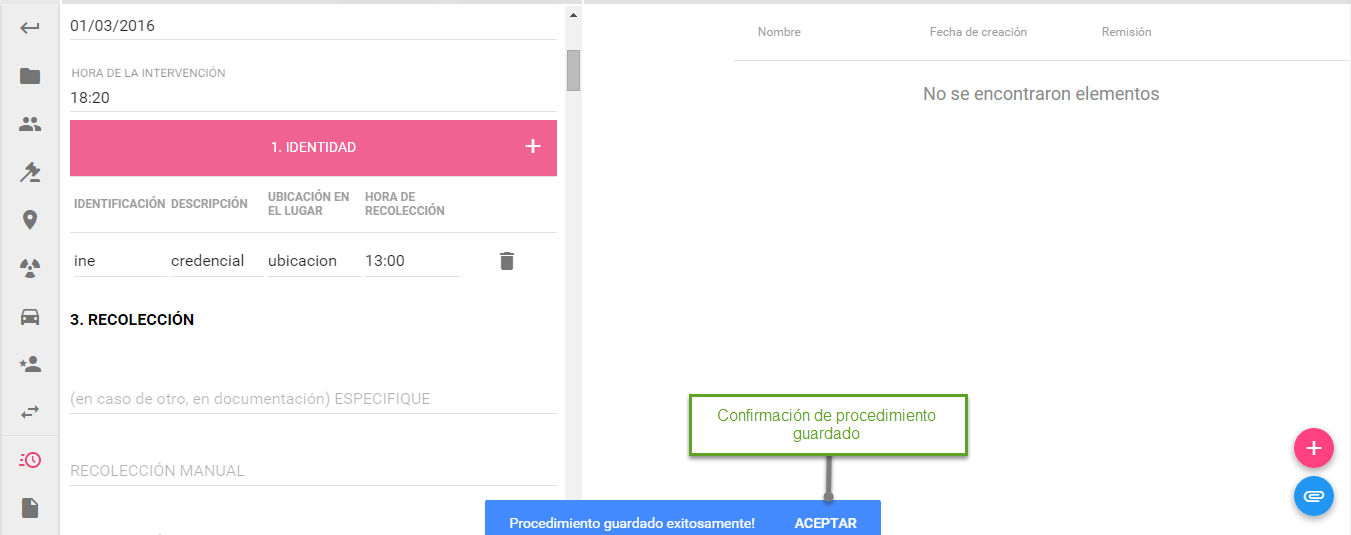 01/03/2016
HORA DE LA INTERVENCIÓN
18:20
1. IDENTIDAD
IDENTIFICACIÓN DESCRIPCIÓN UBICACIÓN EN EL LUGAR HORA DE RECOLECCIÓN
ine credencial ubicacion 13:00
3. RECOLECCIÓN
(en caso de otro, en documentación) ESPECIFIQUE
RECOLECCIÓN MANUAL
Nombre Fecha de creación Remisión
No se encontraron elementos
Confirmación de procedimiento
guardado
Procedimiento guardado exitosamente! ACEPTAR